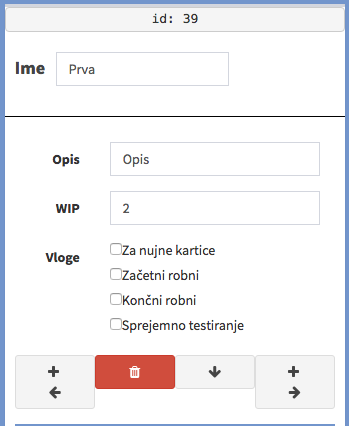 id: 39
Ime Prva
Opis Opis
WIP 2
Vloge Za nujne kartice
Začetni robni
Končni robni
Sprejemno testiranje